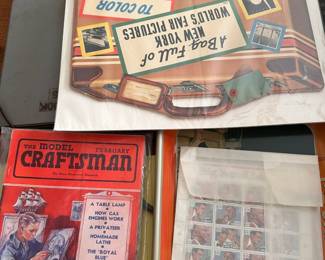 A Bag Full of
NEW YORK
WORLD'S FAIR PICTURES
TO COLOR
THE MODEL
FEBRUARY
CRAFTSMAN
A TABLE LAMP
HOW GAS
ENGINES WORK
A PRIVATEER
HOMEMADE
LATHE
THE "ROYAL
BLUE"